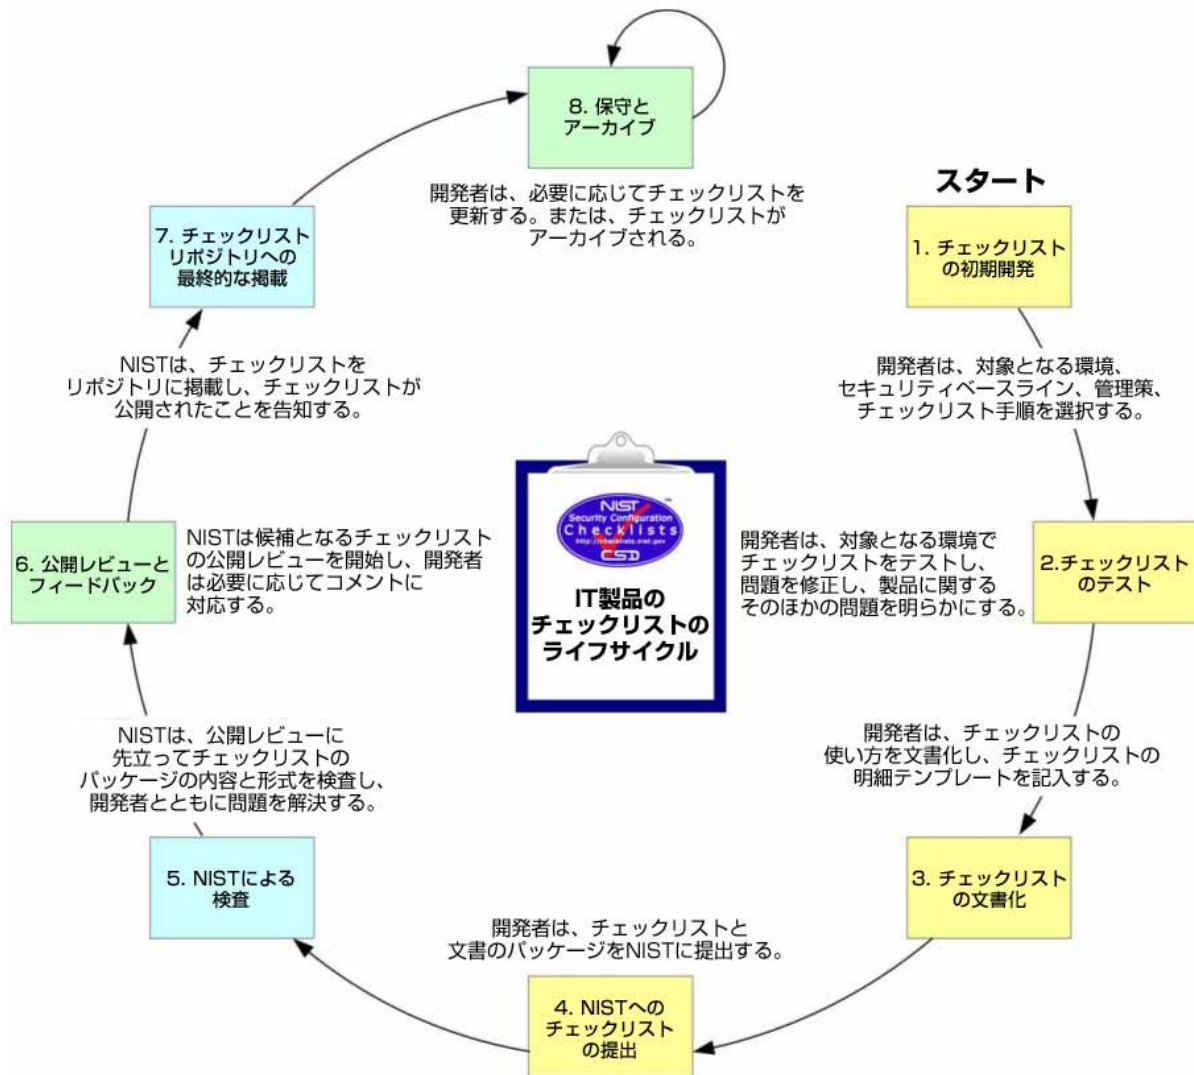 スタート
1. チェックリスト
の初期開発
開発者は、対象となる環境、
セキュリティベースライン、管理策、
チェックリスト手順を選択する。
2.チェックリスト
のテスト
開発者は、対象となる環境で
チェックリストをテストし、
問題を修正し、製品に関する
そのほかの問題を明らかにする。
開発者は、チェックリストの
使い方を文書化し、チェックリストの
明細テンプレートを記入する。
3. チェックリスト
の文書化
開発者は、チェックリストと
文書のパッケージをNISTに提出する。
4. NISTへの
チェックリスト
の提出
5. NISTによる
検査
NISTは、公開レビューに
先立ってチェックリストの
パッケージの内容と形式を検査し、
開発者とともに問題を解決する。
6. 公開レビューと
フィードバック
NISTは候補となるチェックリスト
の公開レビューを開始し、開発者
は必要に応じてコメントに
対応する。
NISTは、チェックリストを
リポジトリに掲載し、チェックリストが
公開されたことを告知する。
7. チェックリスト
リポジトリへの
最終的な掲載
8. 保守と
アーカイブ
開発者は、必要に応じてチェックリストを
更新する。または、チェックリストが
アーカイブされる。
NIST
Security Configuration
Checklists
http://checklists.nist.gov
CSD
IT製品の
チェックリストの
ライフサイクル